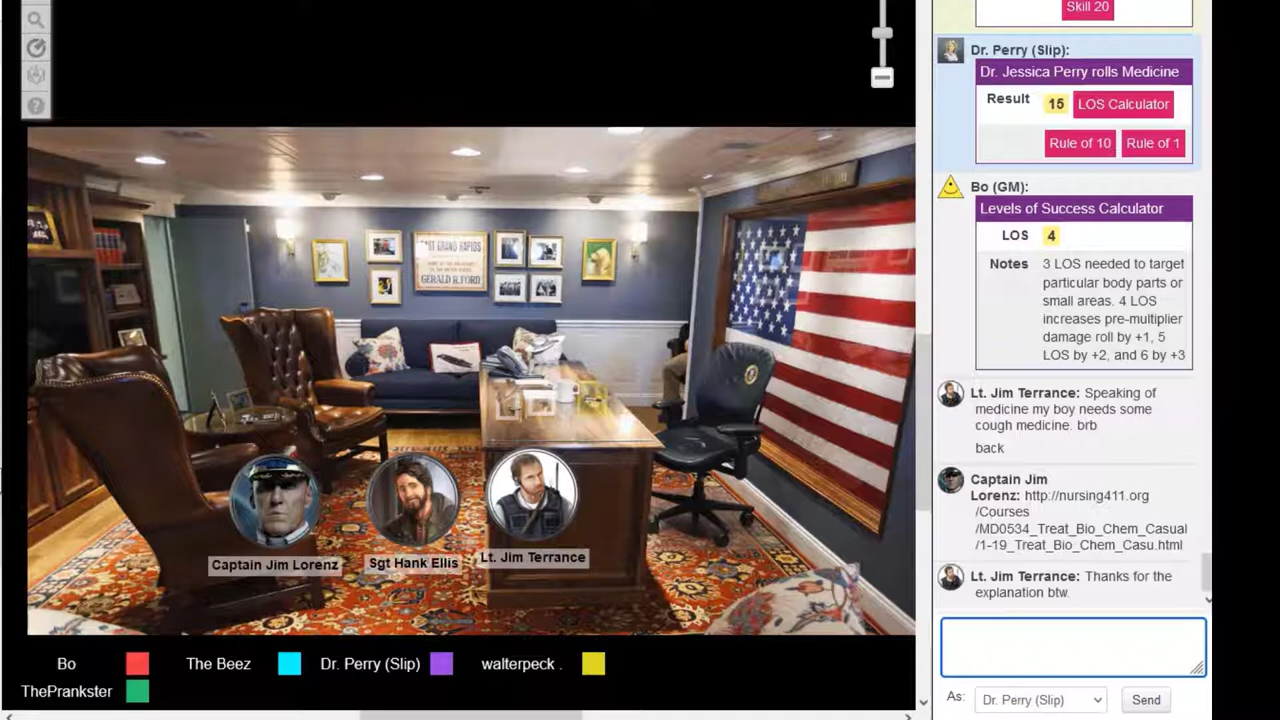 Skill 20
Dr. Perry (Slip):
Dr. Jessica Perry rolls Medicine
Result 15 LOS Calculator
Rule of 10 Rule of 1
Bo (GM):
Levels of Success Calculator
LOS 4
Notes 3 LOS needed to target
particular body parts or
small areas. 4 LOS
increases pre-multiplier
damage roll by +1, 5
LOS by +2, and 6 by +3
Lt. Jim Terrance: Speaking of
medicine my boy needs some
cough medicine. brb
back
Captain Jim
Lorenz: http://nursing411.org
/Courses
/MD0534_Treat_Bio_Chem_Casual
/1-19_Treat_Bio_Chem_Casu.html
Lt. Jim Terrance: Thanks for the
explanation btw.
As: Dr. Perry (Slip) Send
EAST GRAND RAPIDS
GERALD R. FORD
Captain Jim Lorenz
Sgt Hank Ellis
Lt. Jim Terrance
Bo
The Beez
Dr. Perry (Slip)
walterpeck .
ThePrankster